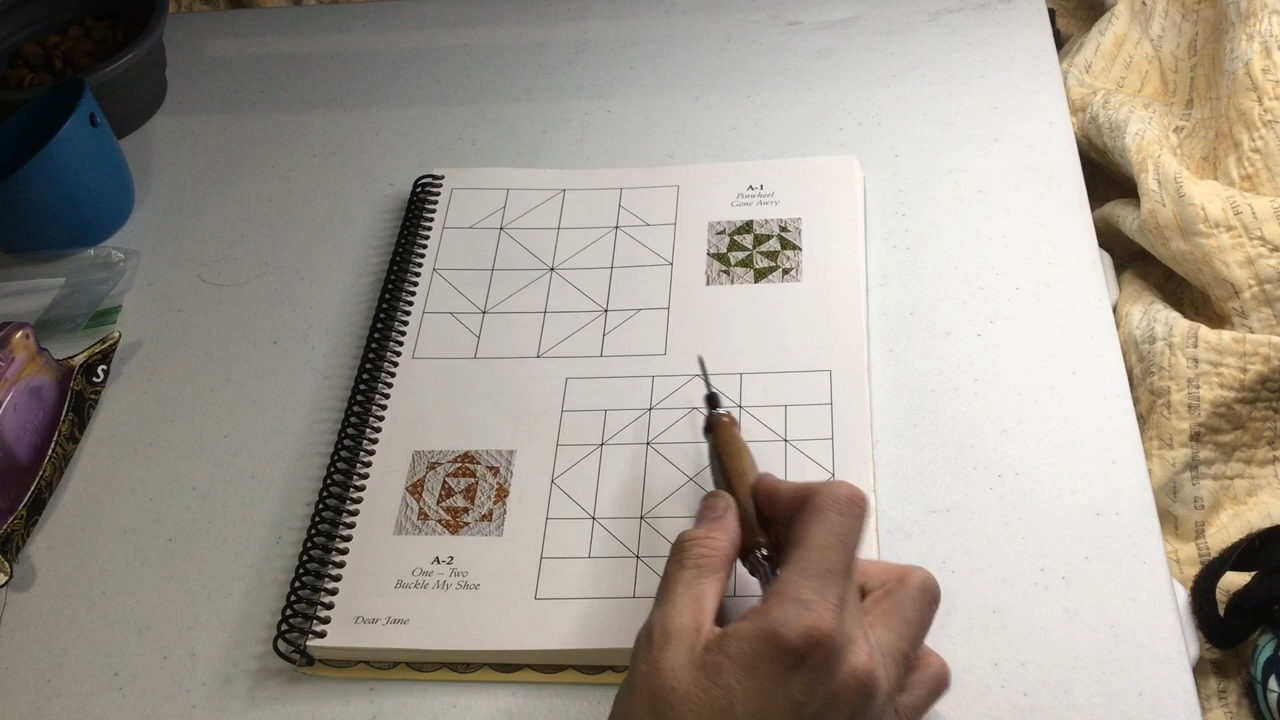 A-1
Pinwheel
Gone Awry
A-2
One – Two
Buckle My Shoe
Dear Jane
S